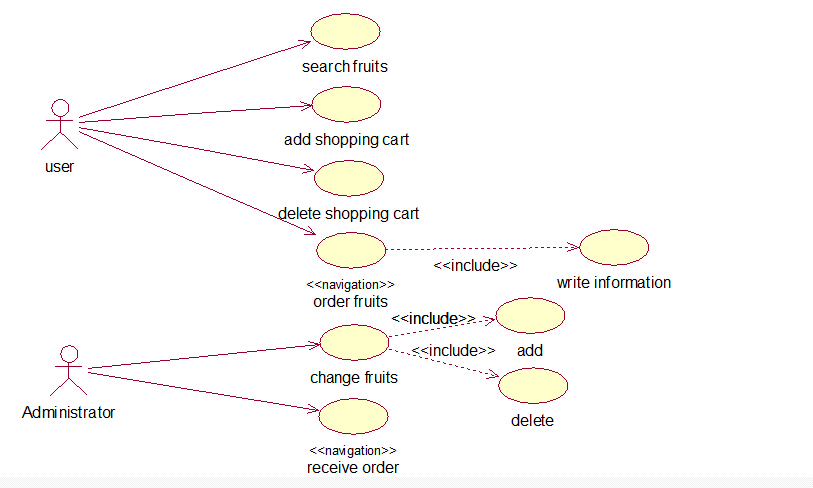 search fruits
add shopping cart
user
delete shopping cart
<<include>>
write information
<<navigation>>
order fruits
<<include>>
add
<<include>>
change fruits
Administrator
delete
<<navigation>>
receive order